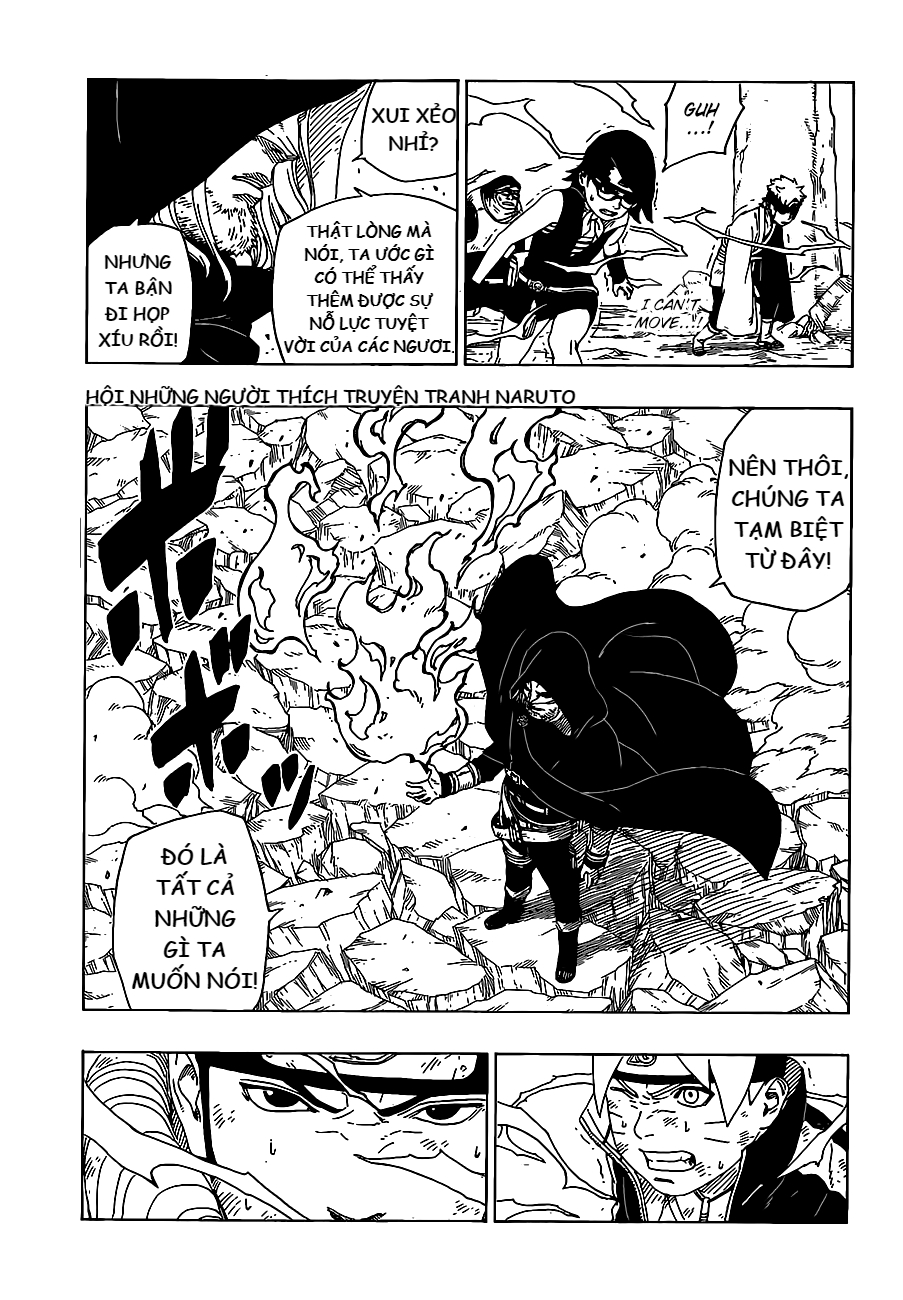 GUH
...!
I CAN'T
MOVE...!!
XUI XẺO
NHỈ?
THẬT LÒNG MÀ
NÓI, TA ƯỚC GÌ
CÓ THỂ THẤY
THÊM ĐƯỢC SỰ
NỖ LỰC TUYỆT
VỜI CỦA CÁC NGƯƠI.
NHƯNG
TA BẬN
ĐI HỌP
XÍU RỒI!
HỘI NHỮNG NGƯỜI THÍCH TRUYỆN TRANH NARUTO
NÊN THÔI,
CHÚNG TA
TẠM BIỆT
TỪ ĐÂY!
ĐÓ LÀ
TẤT CẢ
NHỮNG
GÌ TA
MUỐN NÓI!